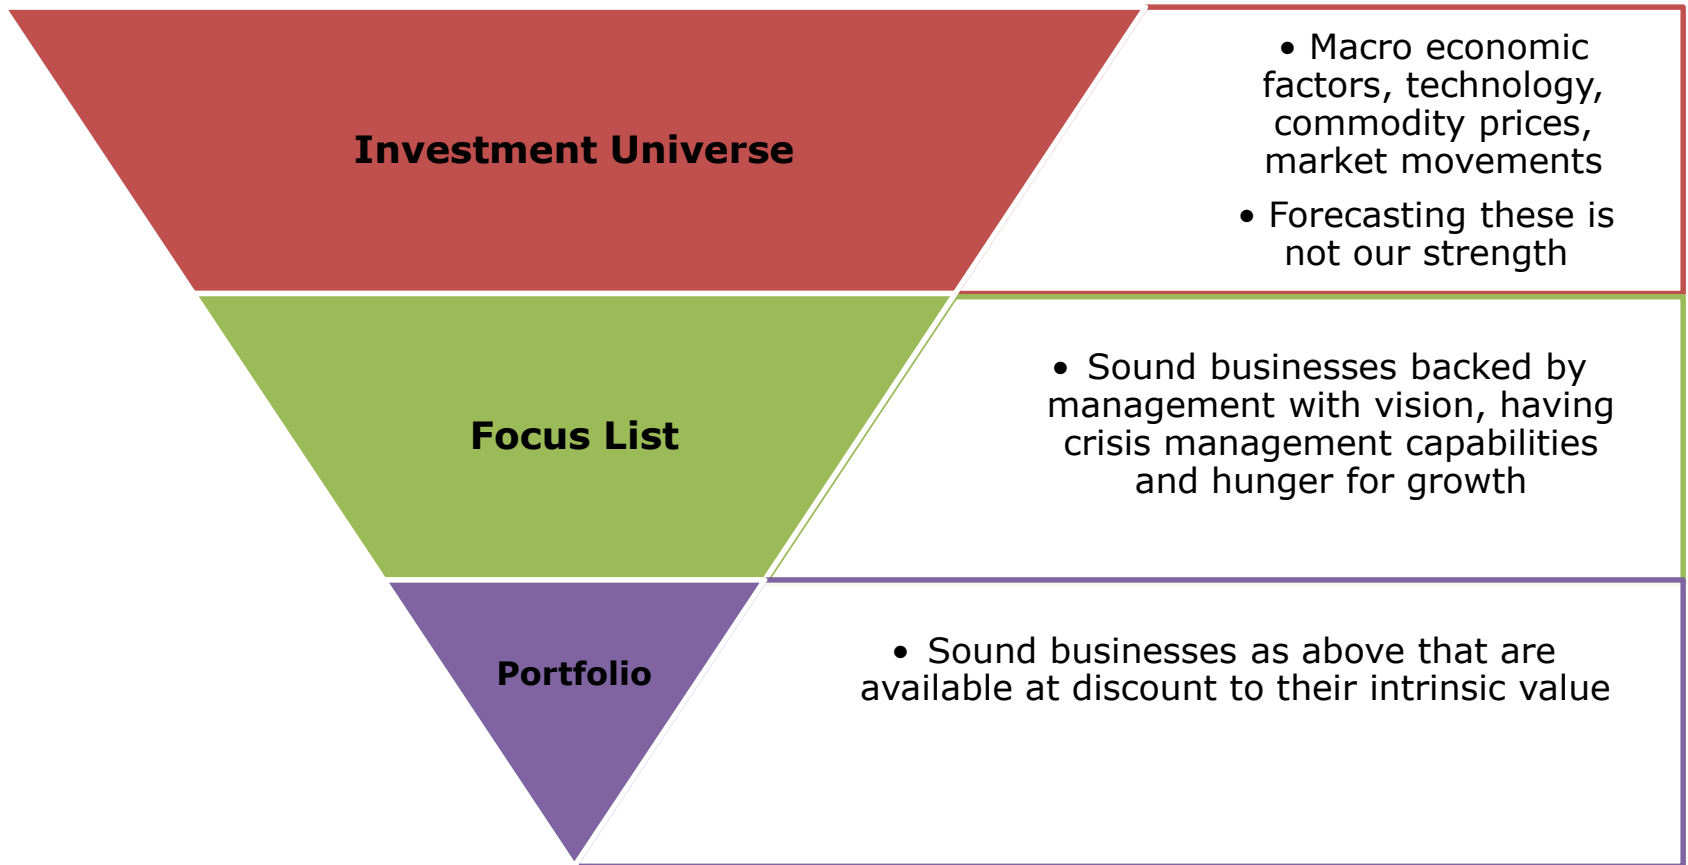 Investment Universe
• Macro economic
factors, technology,
commodity prices,
market movements
• Forecasting these is
not our strength
Focus List
• Sound businesses backed by
management with vision, having
crisis management capabilities
and hunger for growth
Portfolio
• Sound businesses as above that are
available at discount to their intrinsic value